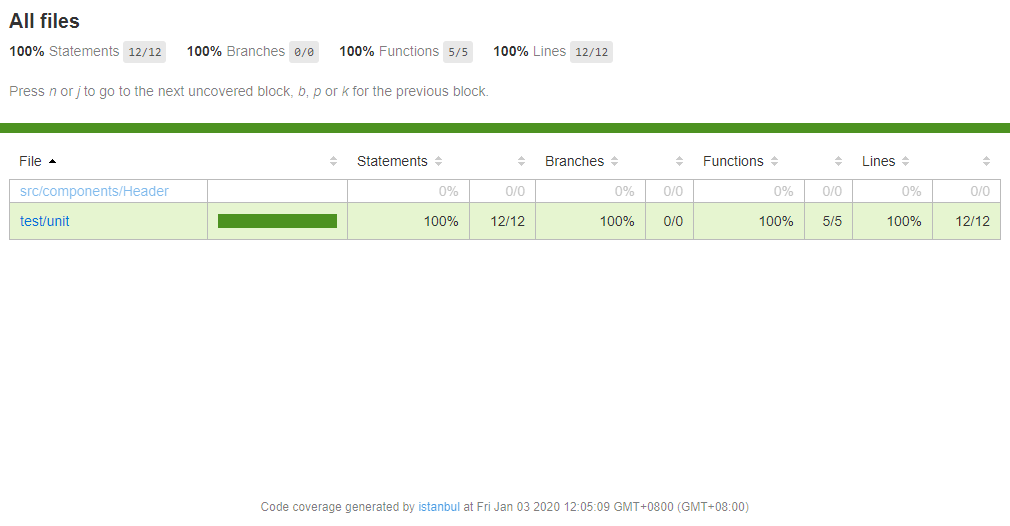 All files
100% Statements 12/12 100% Branches 0/0 100% Functions 5/5 100% Lines 12/12
Press n or j to go to the next uncovered block, b, p or k for the previous block.
File Statements Branches Functions Lines
src/components/Header 0% 0/0 0% 0/0 0% 0/0 0% 0/0
test/unit 100% 12/12 100% 0/0 100% 5/5 100% 12/12
Code coverage generated by istanbul at Fri Jan 03 2020 12:05:09 GMT+0800 (GMT+08:00)